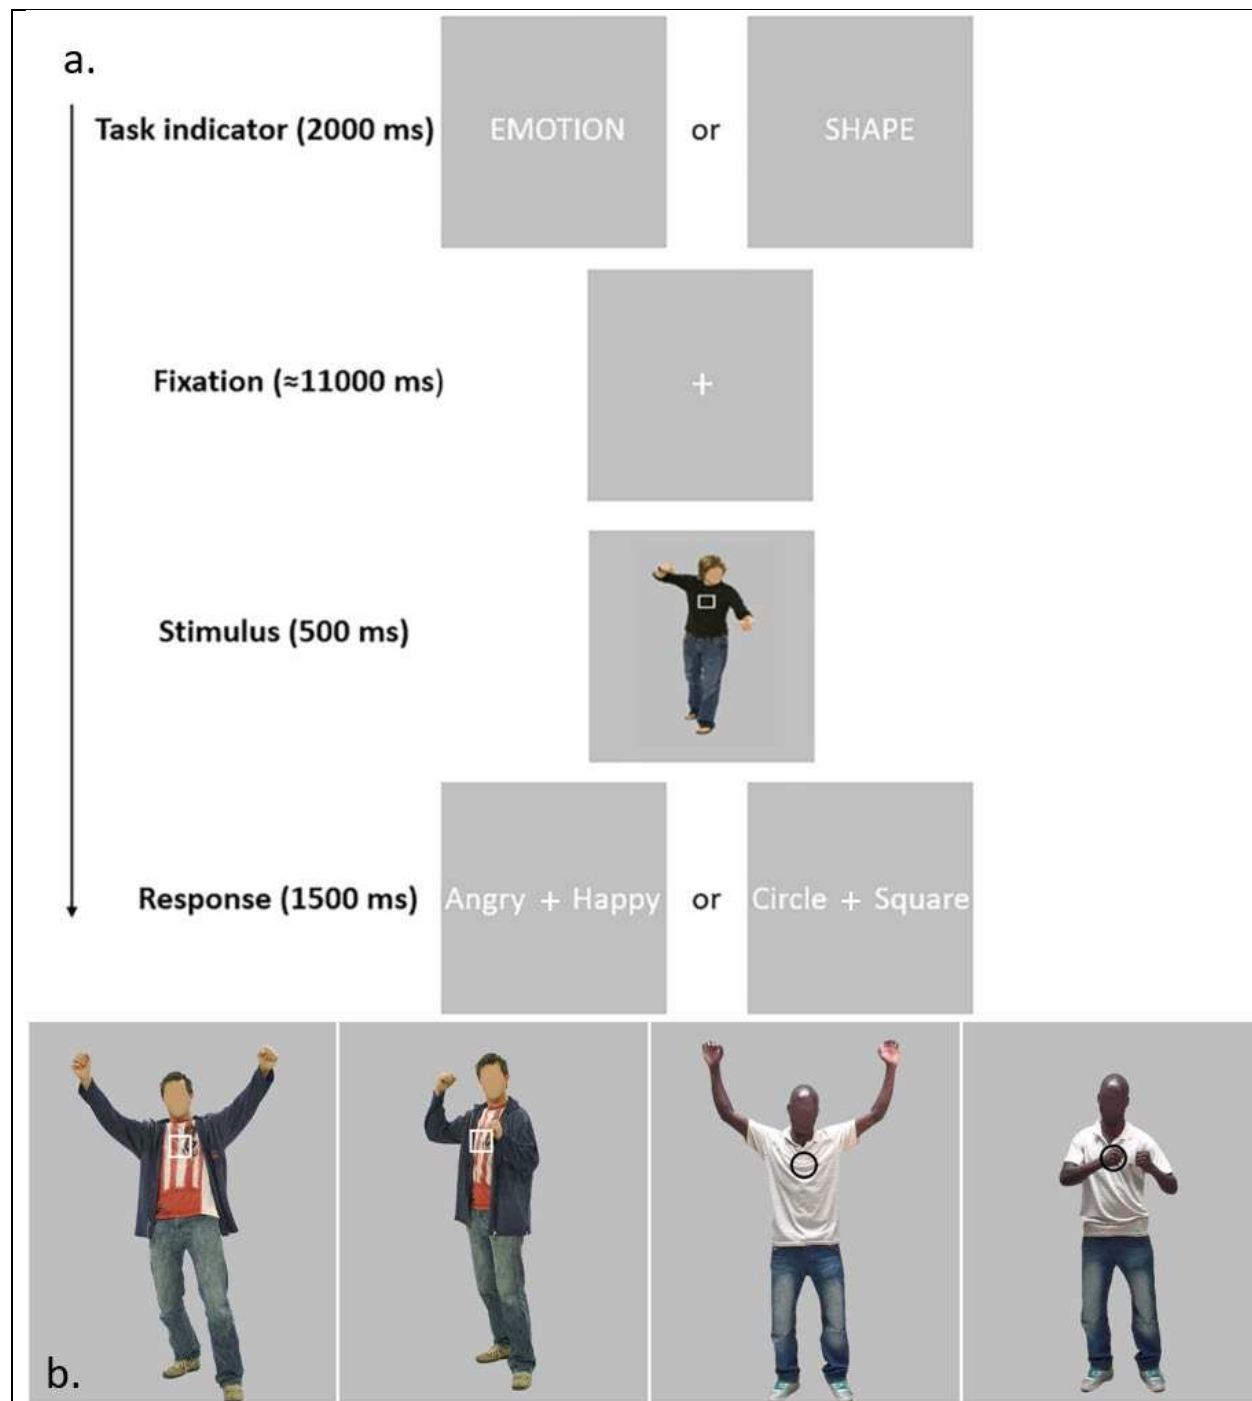 a.
Task indicator (2000 ms) EMOTION or SHAPE
Fixation (≈11000 ms) +
Stimulus (500 ms)
Response (1500 ms) Angry + Happy or Circle + Square
b.